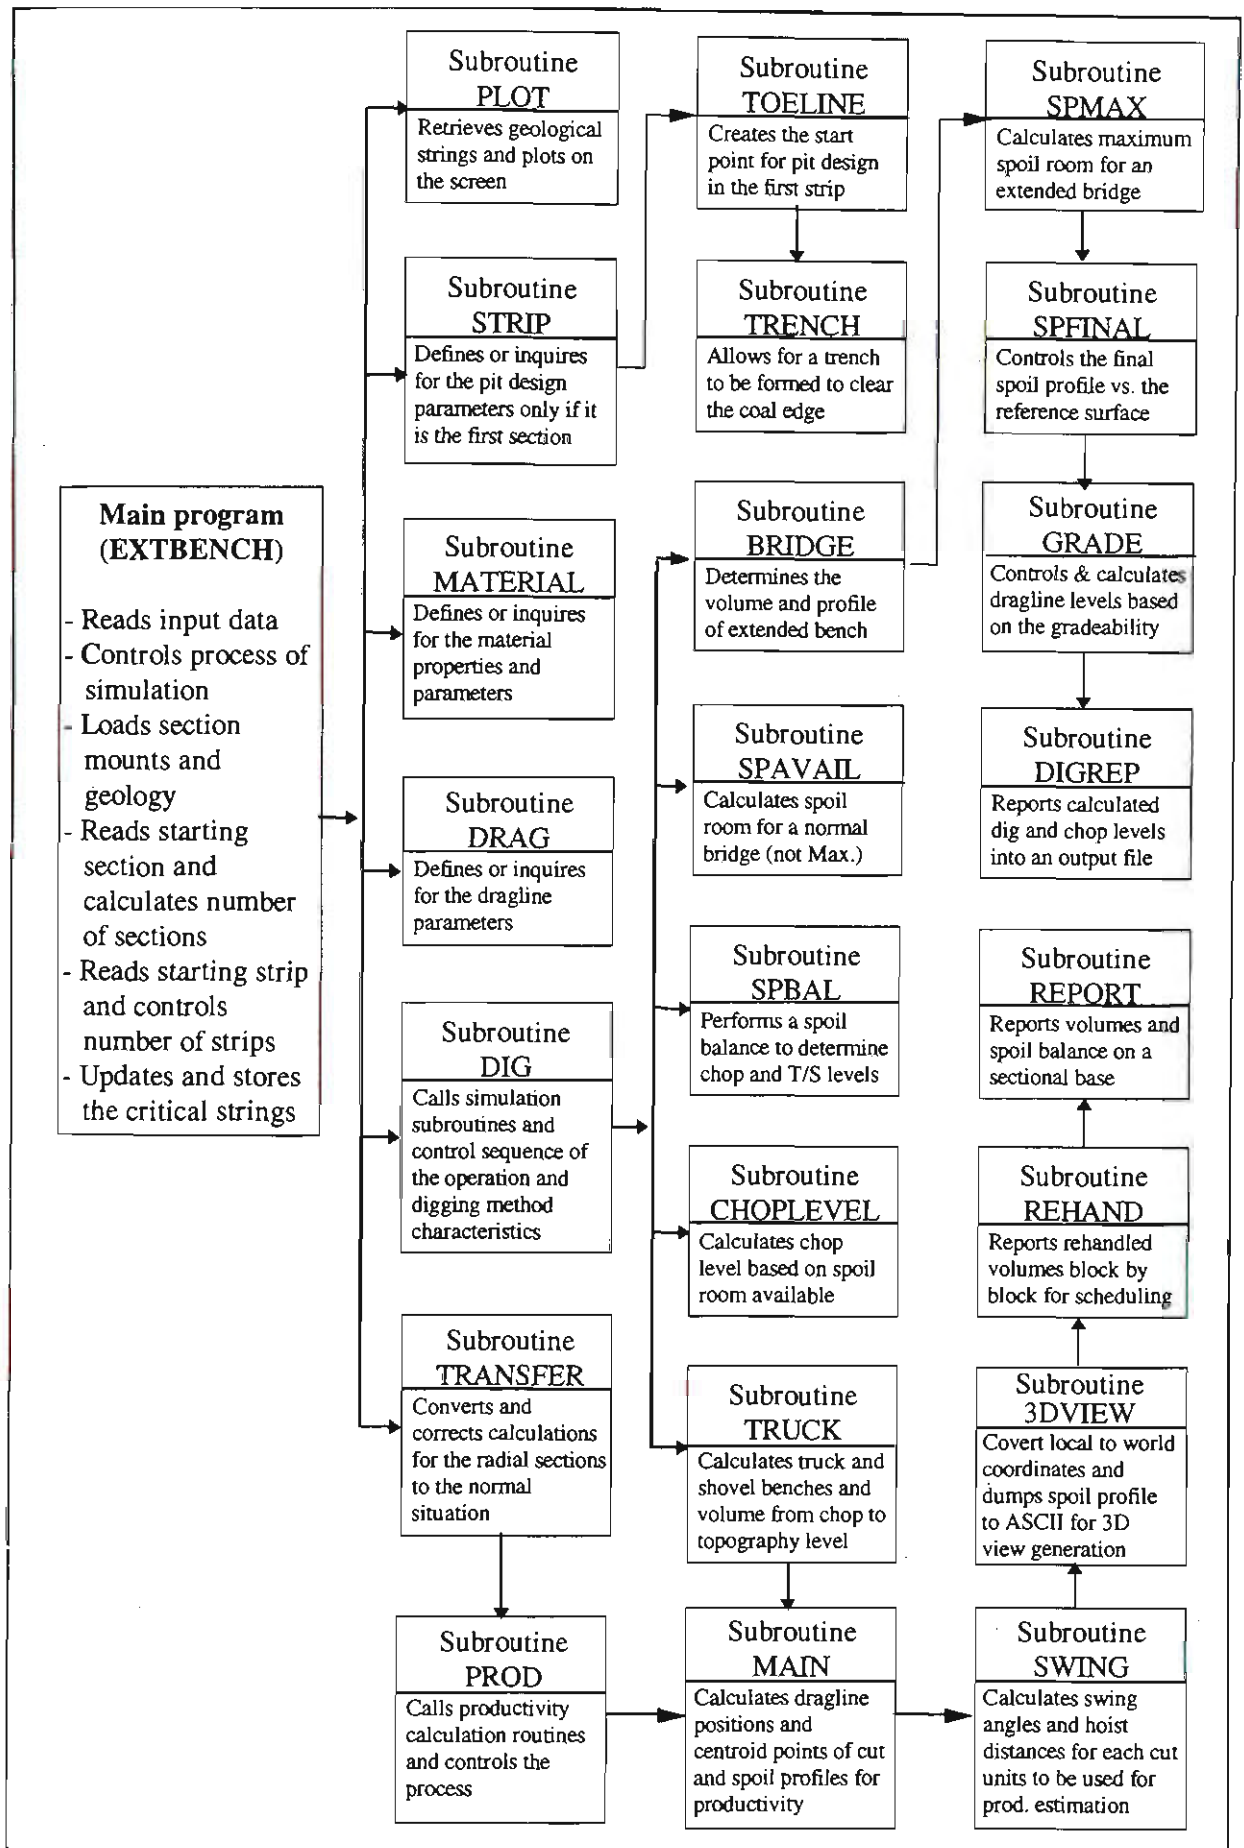 Main program
(EXTBENCH)
- Reads input data
- Controls process of
simulation
- Loads section
mounts and
geology
- Reads starting
section and
calculates number
of sections
- Reads starting strip
and controls
number of strips
- Updates and stores
the critical strings
Subroutine
PLOT
Retrieves geological
strings and plots on
the screen
Subroutine
STRIP
Defines or inquires
for the pit design
parameters only if it
is the first section
Subroutine
MATERIAL
Defines or inquires
for the material
properties and
parameters
Subroutine
DRAG
Defines or inquires
for the dragline
parameters
Subroutine
DIG
Calls simulation
subroutines and
control sequence of
the operation and
digging method
characteristics
Subroutine
TRANSFER
Converts and
corrects calculations
for the radial sections
to the normal
situation
Subroutine
PROD
Calls productivity
calculation routines
and controls the
process
Subroutine
TOELINE
Creates the start
point for pit design
in the first strip
Subroutine
TRENCH
Allows for a trench
to be formed to clear
the coal edge
Subroutine
BRIDGE
Determines the
volume and profile
of extended bench
Subroutine
SPAVAIL
Calculates spoil
room for a normal
bridge (not Max.)
Subroutine
SPBAL
Performs a spoil
balance to determine
chop and T/S levels
Subroutine
CHOPLEVEL
Calculates chop
level based on spoil
room available
Subroutine
TRUCK
Calculates truck and
shovel benches and
volume from chop to
topography level
Subroutine
MAIN
Calculates dragline
positions and
centroid points of cut
and spoil profiles for
productivity
Subroutine
SPMAX
Calculates maximum
spoil room for an
extended bridge
Subroutine
SPFINAL
Controls the final
spoil profile vs. the
reference surface
Subroutine
GRADE
Controls & calculates
dragline levels based
on the gradeability
Subroutine
DIGREP
Reports calculated
dig and chop levels
into an output file
Subroutine
REPORT
Reports volumes and
spoil balance on a
sectional base
Subroutine
REHAND
Reports rehandled
volumes block by
block for scheduling
Subroutine
3DVIEW
Covert local to world
coordinates and
dumps spoil profile
to ASCII for 3D
view generation
Subroutine
SWING
Calculates swing
angles and hoist
distances for each cut
units to be used for
prod. estimation